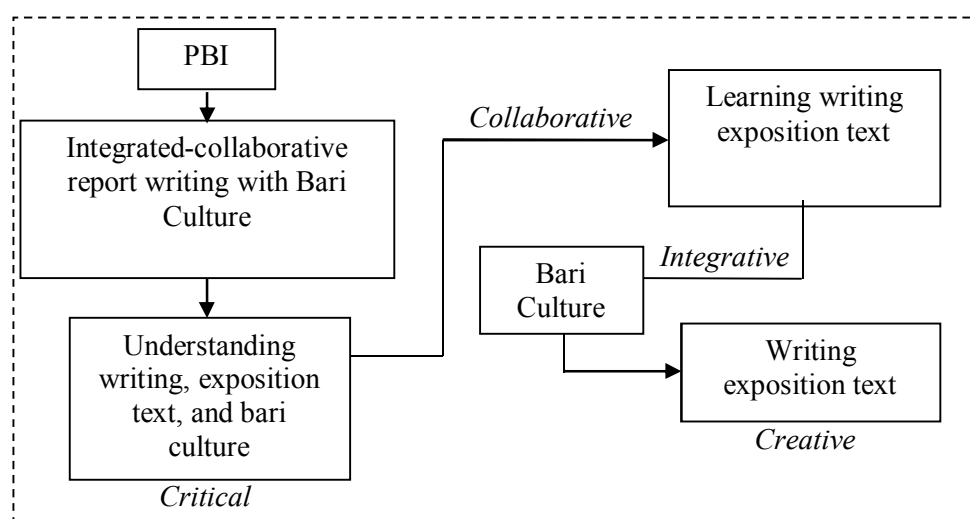 PBI
Integrated-collaborative
report writing with Bari
Culture
Understanding
writing, exposition
text, and bari
culture
Critical
Collaborative
Learning writing
exposition text
Integrative
Bari
Culture
Writing
exposition text
Creative